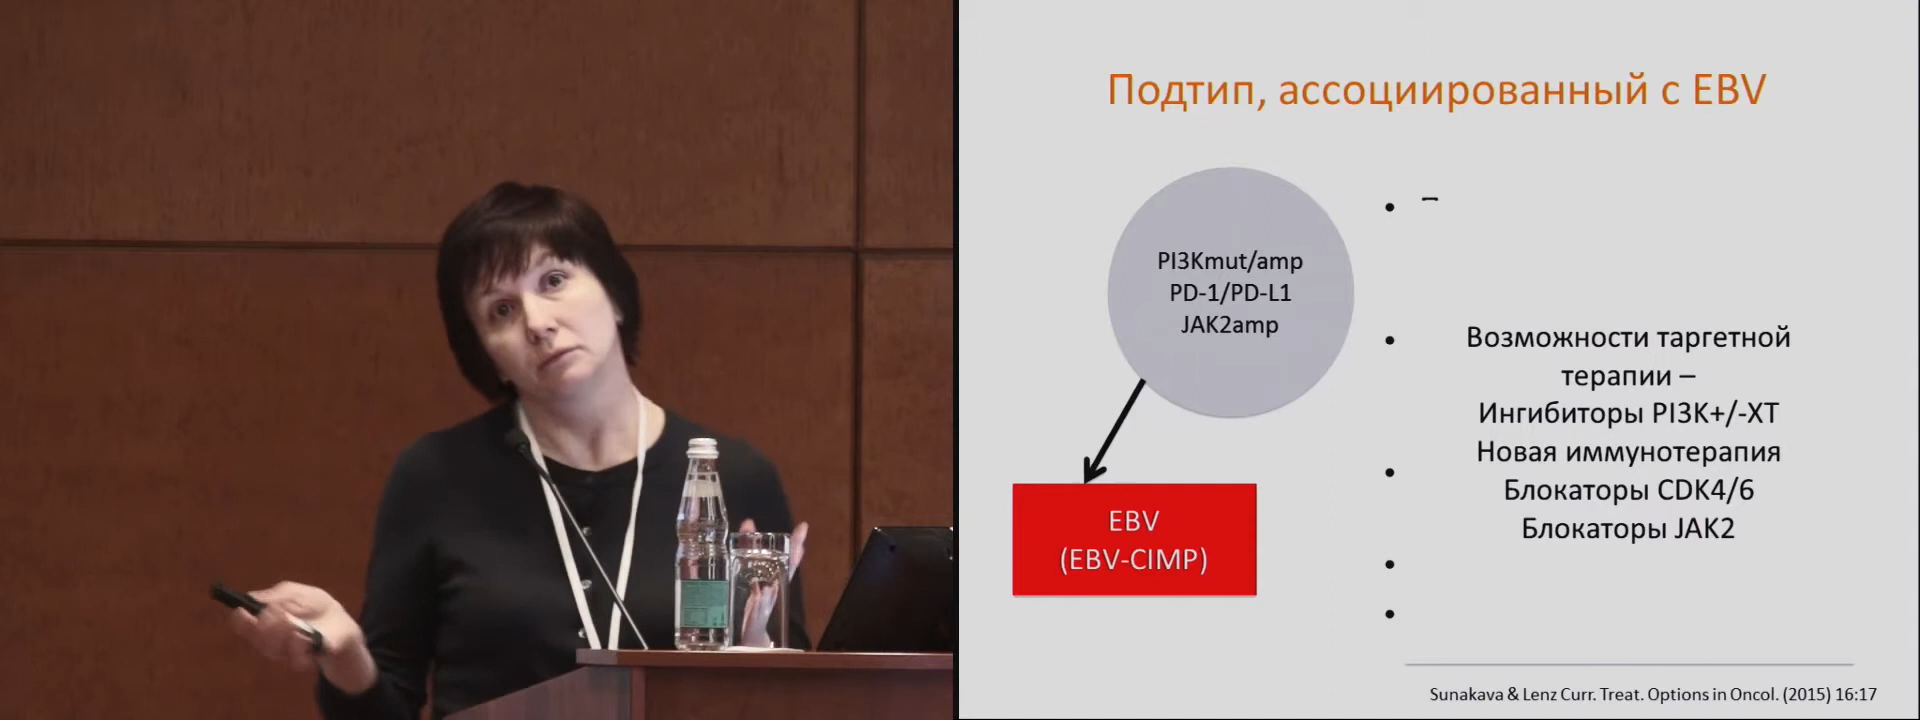 Подтип, ассоциированный с EBV
PI3Kmut/amp
PD-1/PD-L1
JAK2amp
EBV
(EBV-CIMP)
Возможности таргетной
терапии –
Ингибиторы PI3K+/-ХТ
Новая иммунотерапия
Блокаторы CDK4/6
Блокаторы JAK2
Sunakava & Lenz Curr. Treat. Options in Oncol. (2015) 16:17